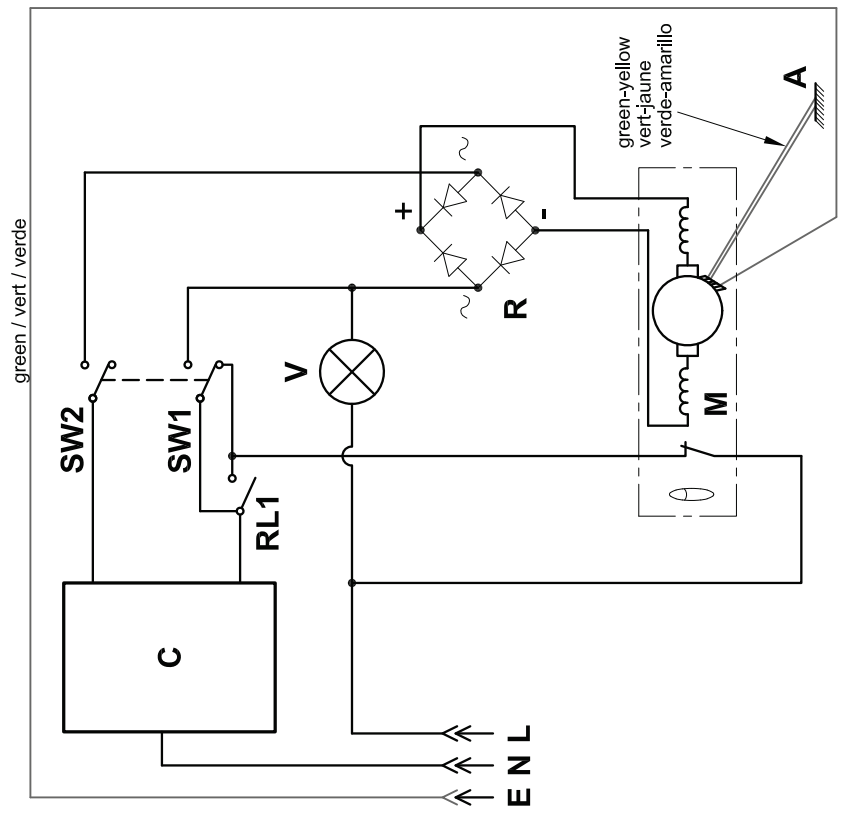 green / vert / verde
SW2
SW1
RL1
C
V
R
+
-
~
~
M
A
green-yellow
vert-jaune
verde-amarillo
E
N
L